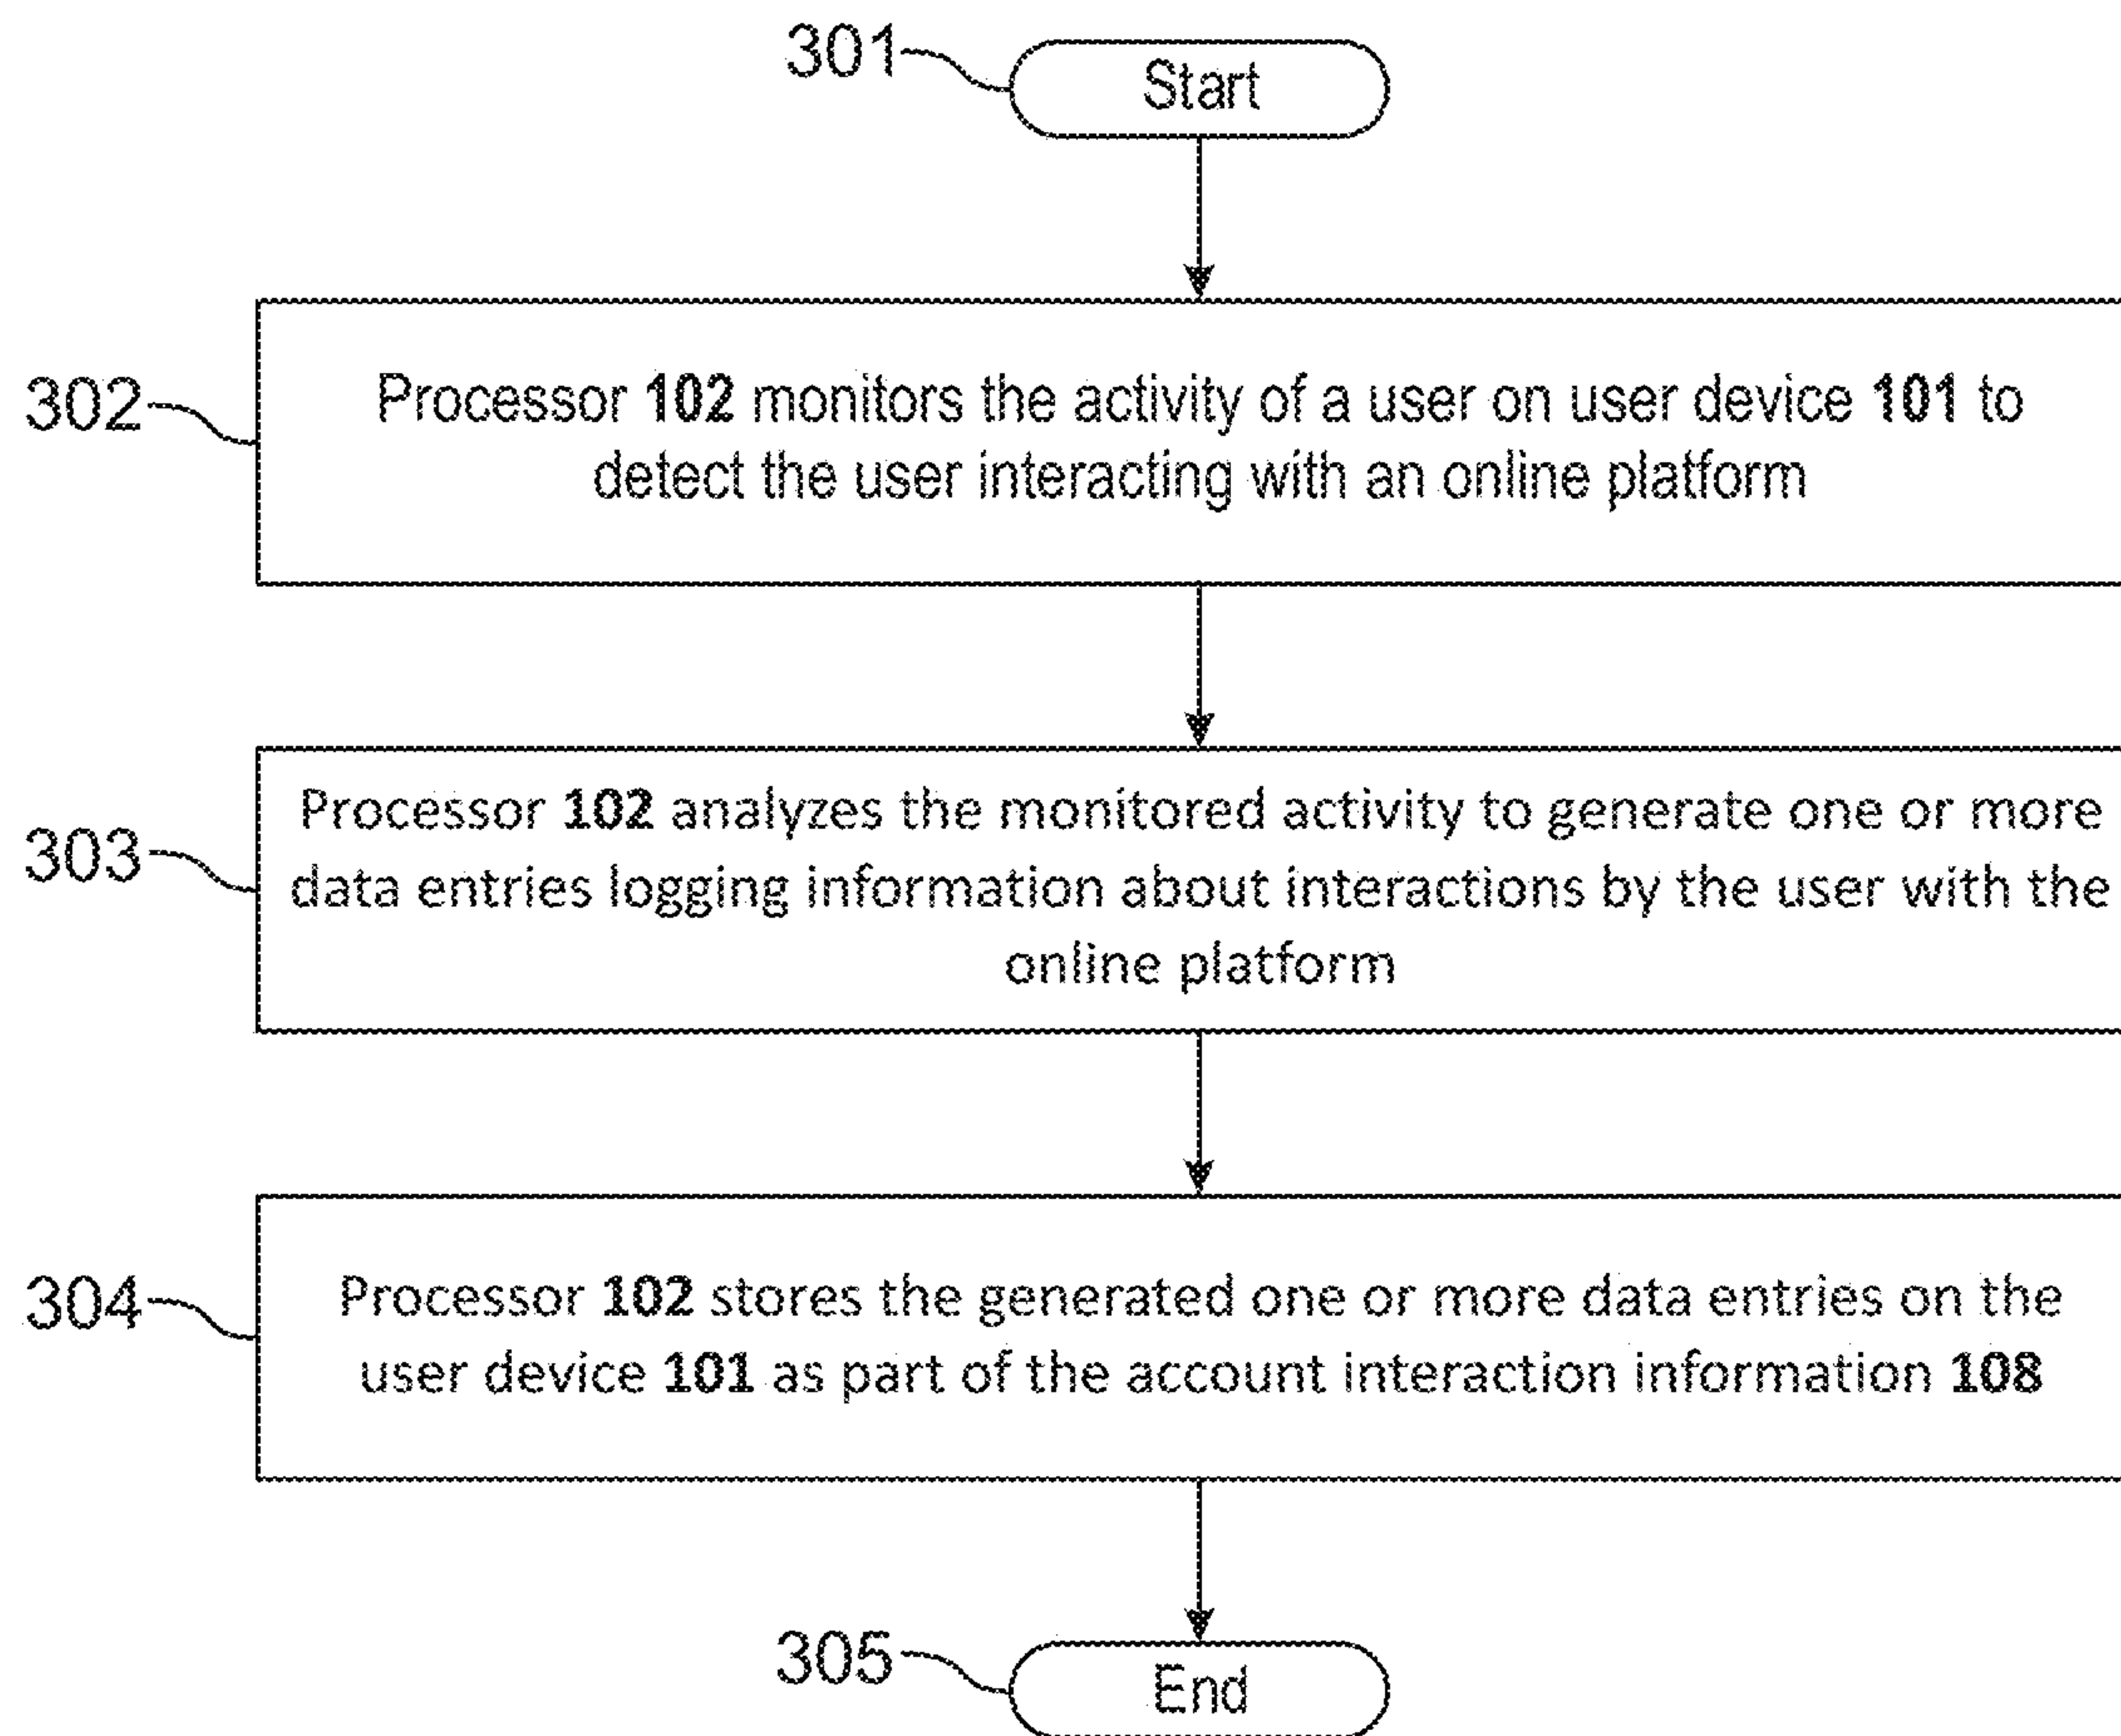 301
Start
302
Processor 102 monitors the activity of a user on user device 101 to
detect the user interacting with an online platform
303
Processor 102 analyzes the monitored activity to generate one or more
data entries logging information about interactions by the user with the
online platform
304
Processor 102 stores the generated one or more data entries on the
user device 101 as part of the account interaction information 108
305
End